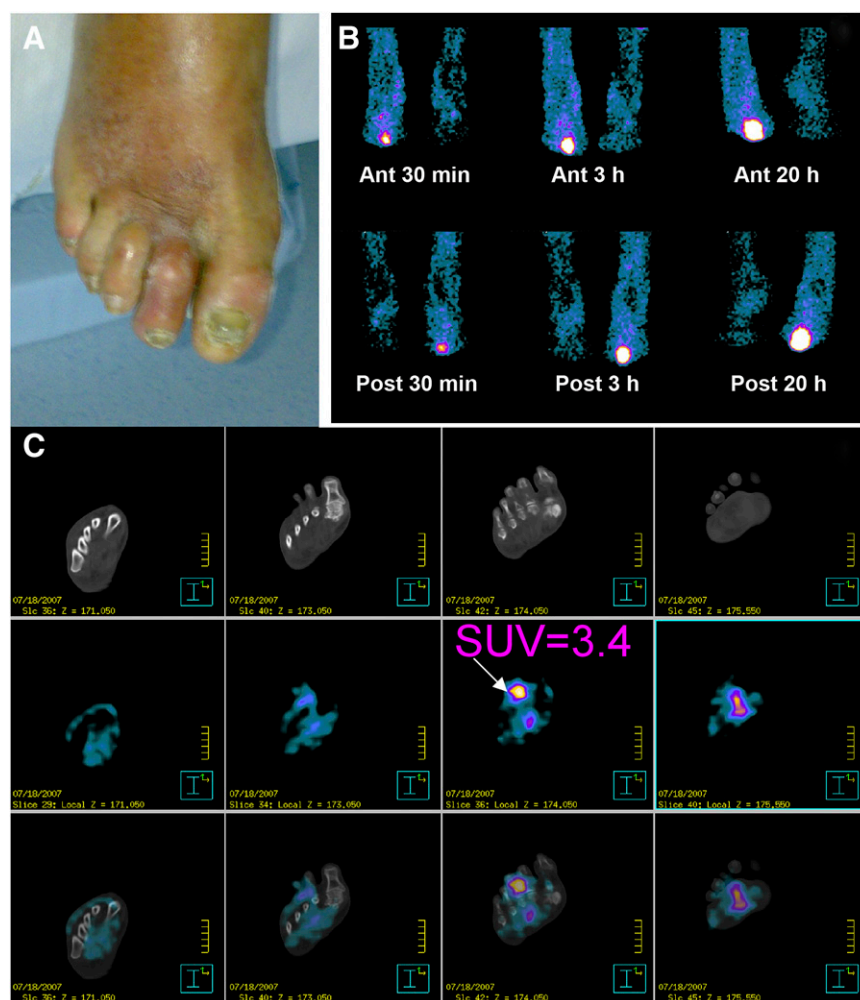 A
B
Ant 30 min
Ant 3 h
Ant 20 h
Post 30 min
Post 3 h
Post 20 h
C
07/18/2007
Slc 36: Z = 171.050
07/18/2007
Slc 40: Z = 173.050
07/18/2007
Slc 42: Z = 174.050
07/18/2007
Slc 45: Z = 175.550
SUV=3.4
07/18/2007
Slice 29: Local Z = 171.050
07/18/2007
Slice 34: Local Z = 173.050
07/18/2007
Slice 36: Local Z = 174.050
07/18/2007
Slice 40: Local Z = 175.550
07/18/2007
Slc 36: Z = 171.050
07/18/2007
Slc 40: Z = 173.050
07/18/2007
Slc 42: Z = 174.050
07/18/2007
Slc 45: Z = 175.550